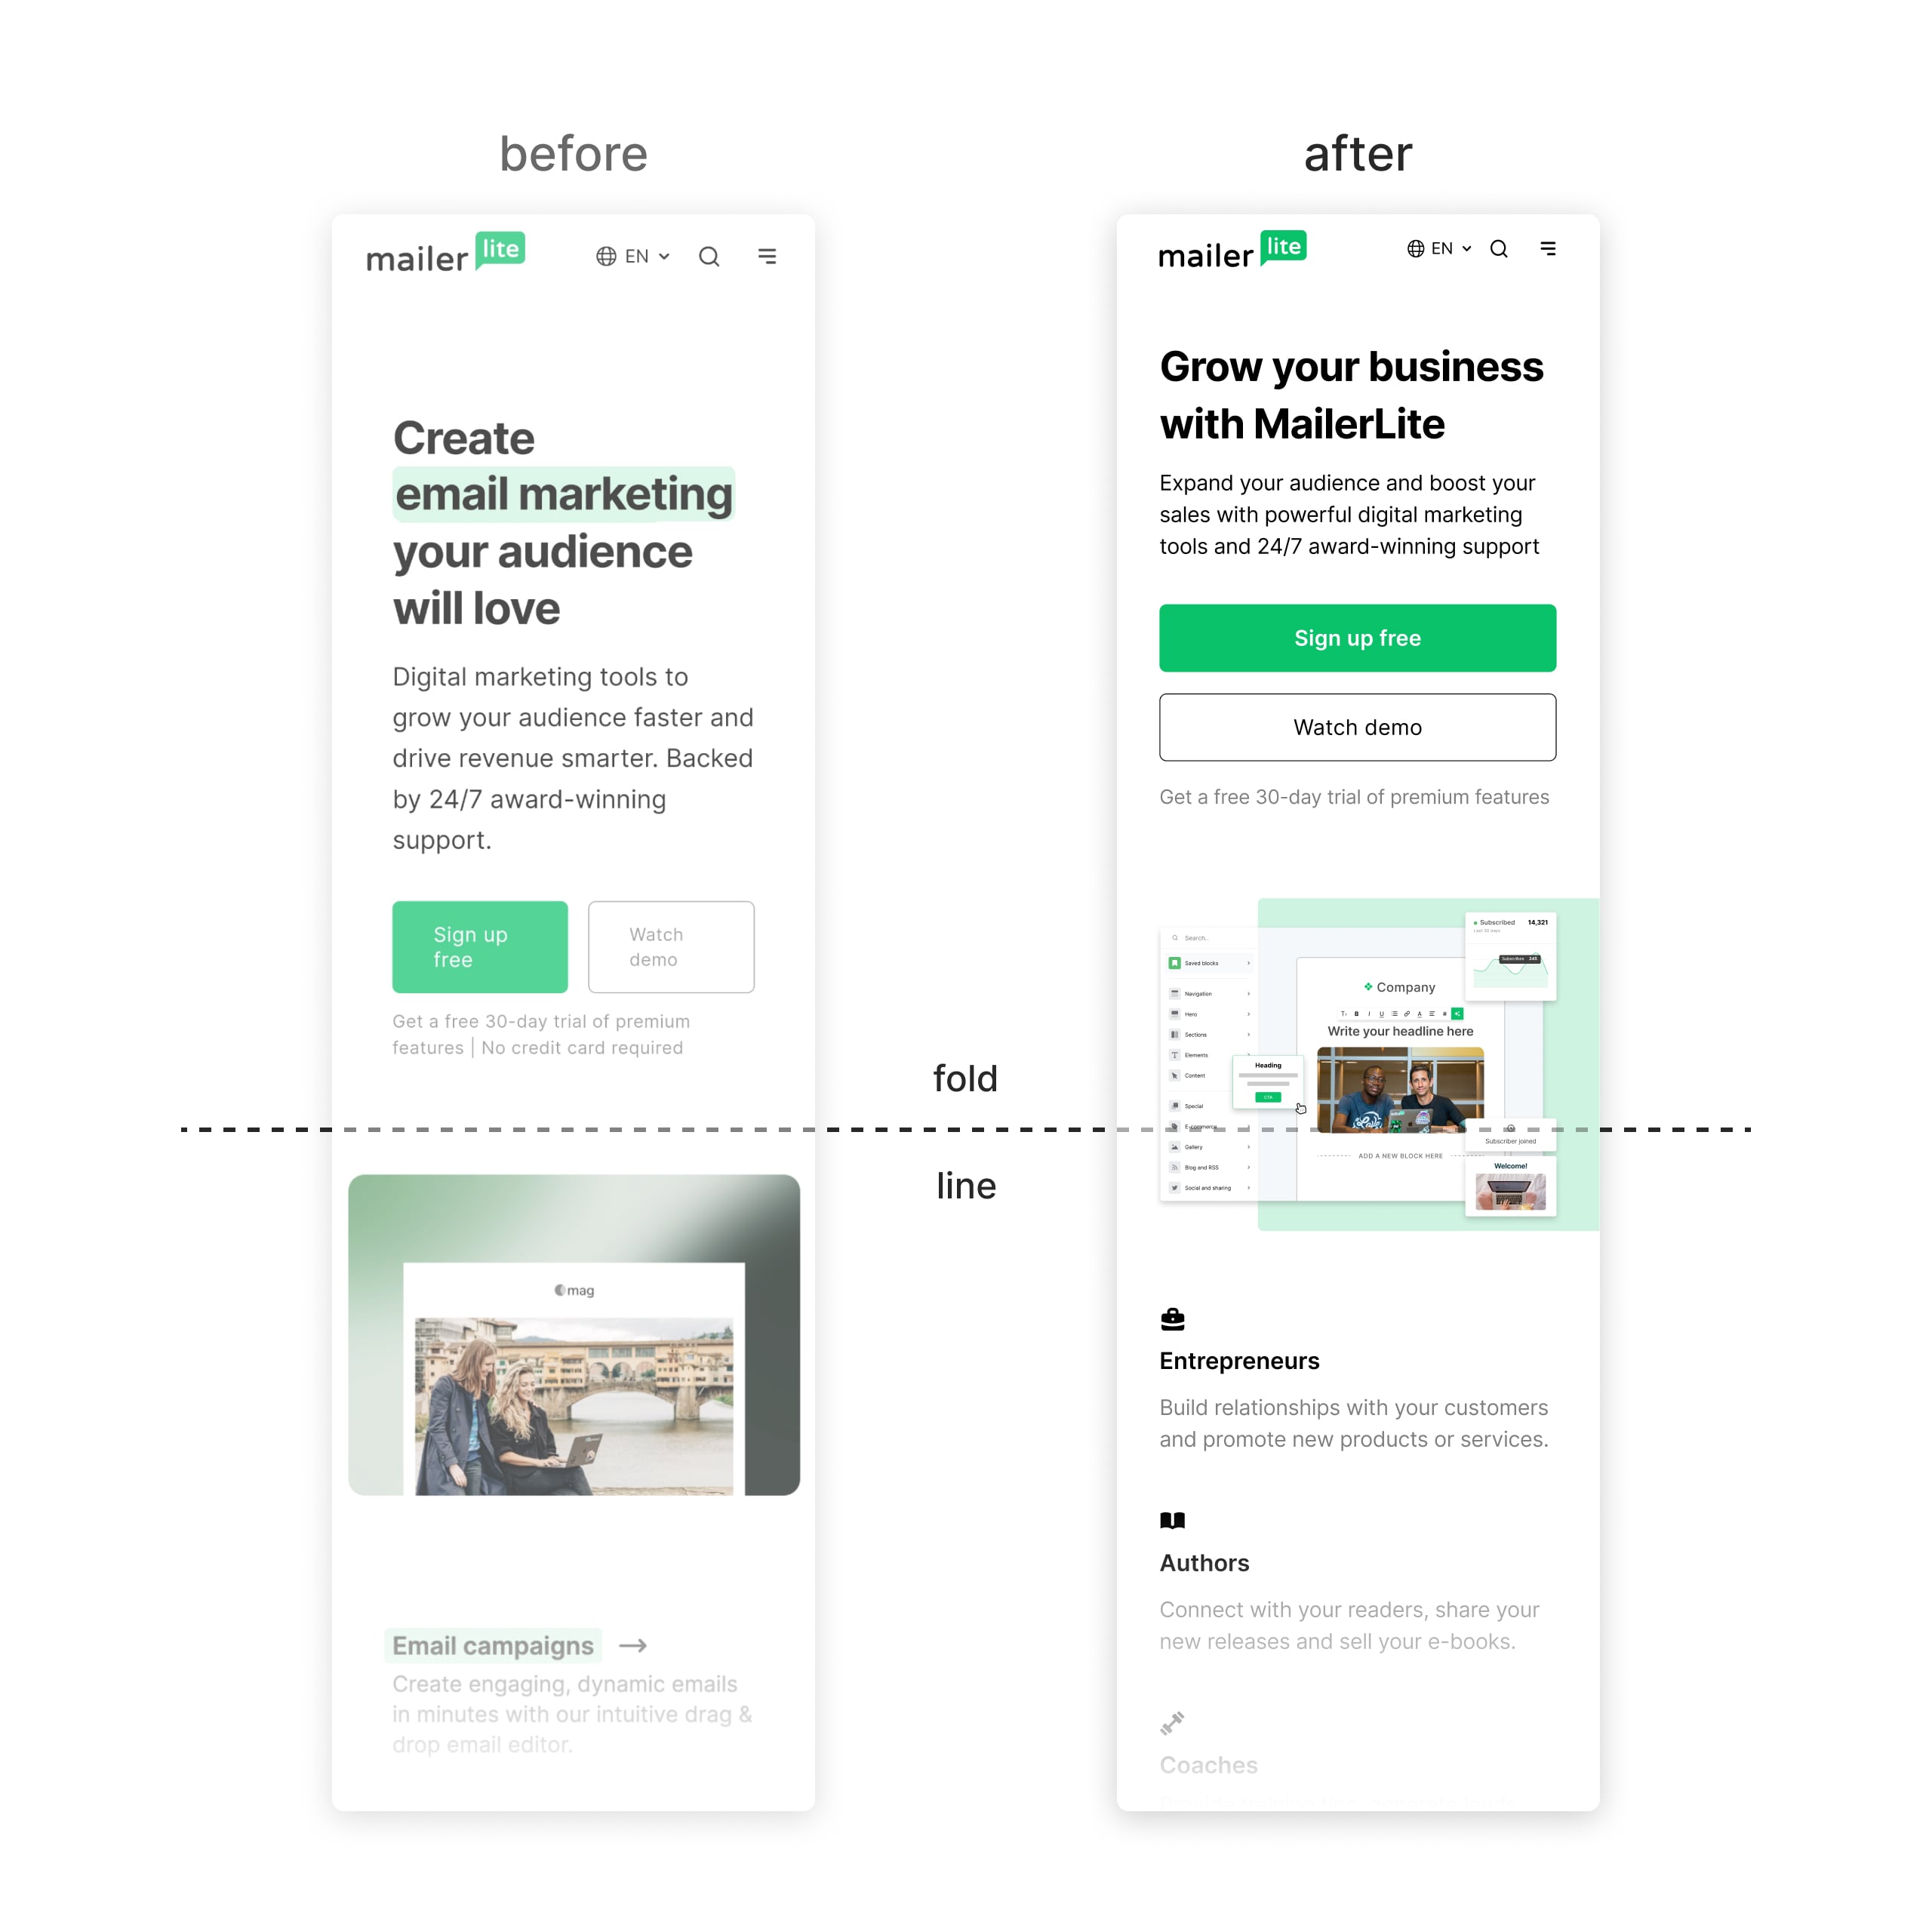 before
mailer lite
EN
Create
email marketing
your audience
will love
Digital marketing tools to
grow your audience faster and
drive revenue smarter. Backed
by 24/7 award-winning
support.
Sign up
free
Watch
demo
Get a free 30-day trial of premium
features | No credit card required
mag
Email campaigns →
Create engaging, dynamic emails
in minutes with our intuitive drag &
drop email editor.
fold
line
after
mailer lite
EN
Grow your business
with MailerLite
Expand your audience and boost your
sales with powerful digital marketing
tools and 24/7 award-winning support
Sign up free
Watch demo
Get a free 30-day trial of premium features
Search..
Saved blocks
Navigation
Hero
Sections
Elements
Content
Special
E-commerce
Gallery
Blog and RSS
Social and sharing
Heading
CTA
Company
Write your headline here
ADD A NEW BLOCK HERE
Subscribed 14,321
Last 30 days
Subscribers 345
Subscriber joined
Welcome!
Entrepreneurs
Build relationships with your customers
and promote new products or services.
Authors
Connect with your readers, share your
new releases and sell your e-books.
Coaches